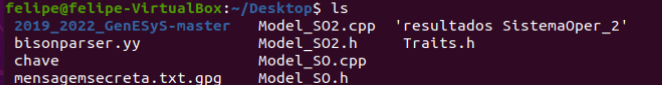 felipe@felipe-VirtualBox:~/Desktop$ ls
2019_2022_GenESyS-master Model_SO2.cpp 'resultados SistemaOper_2'
bisonparser.yy Model_SO2.h Traits.h
chave Model_SO.cpp
mensagemsecreta.txt.gpg Model_SO.h